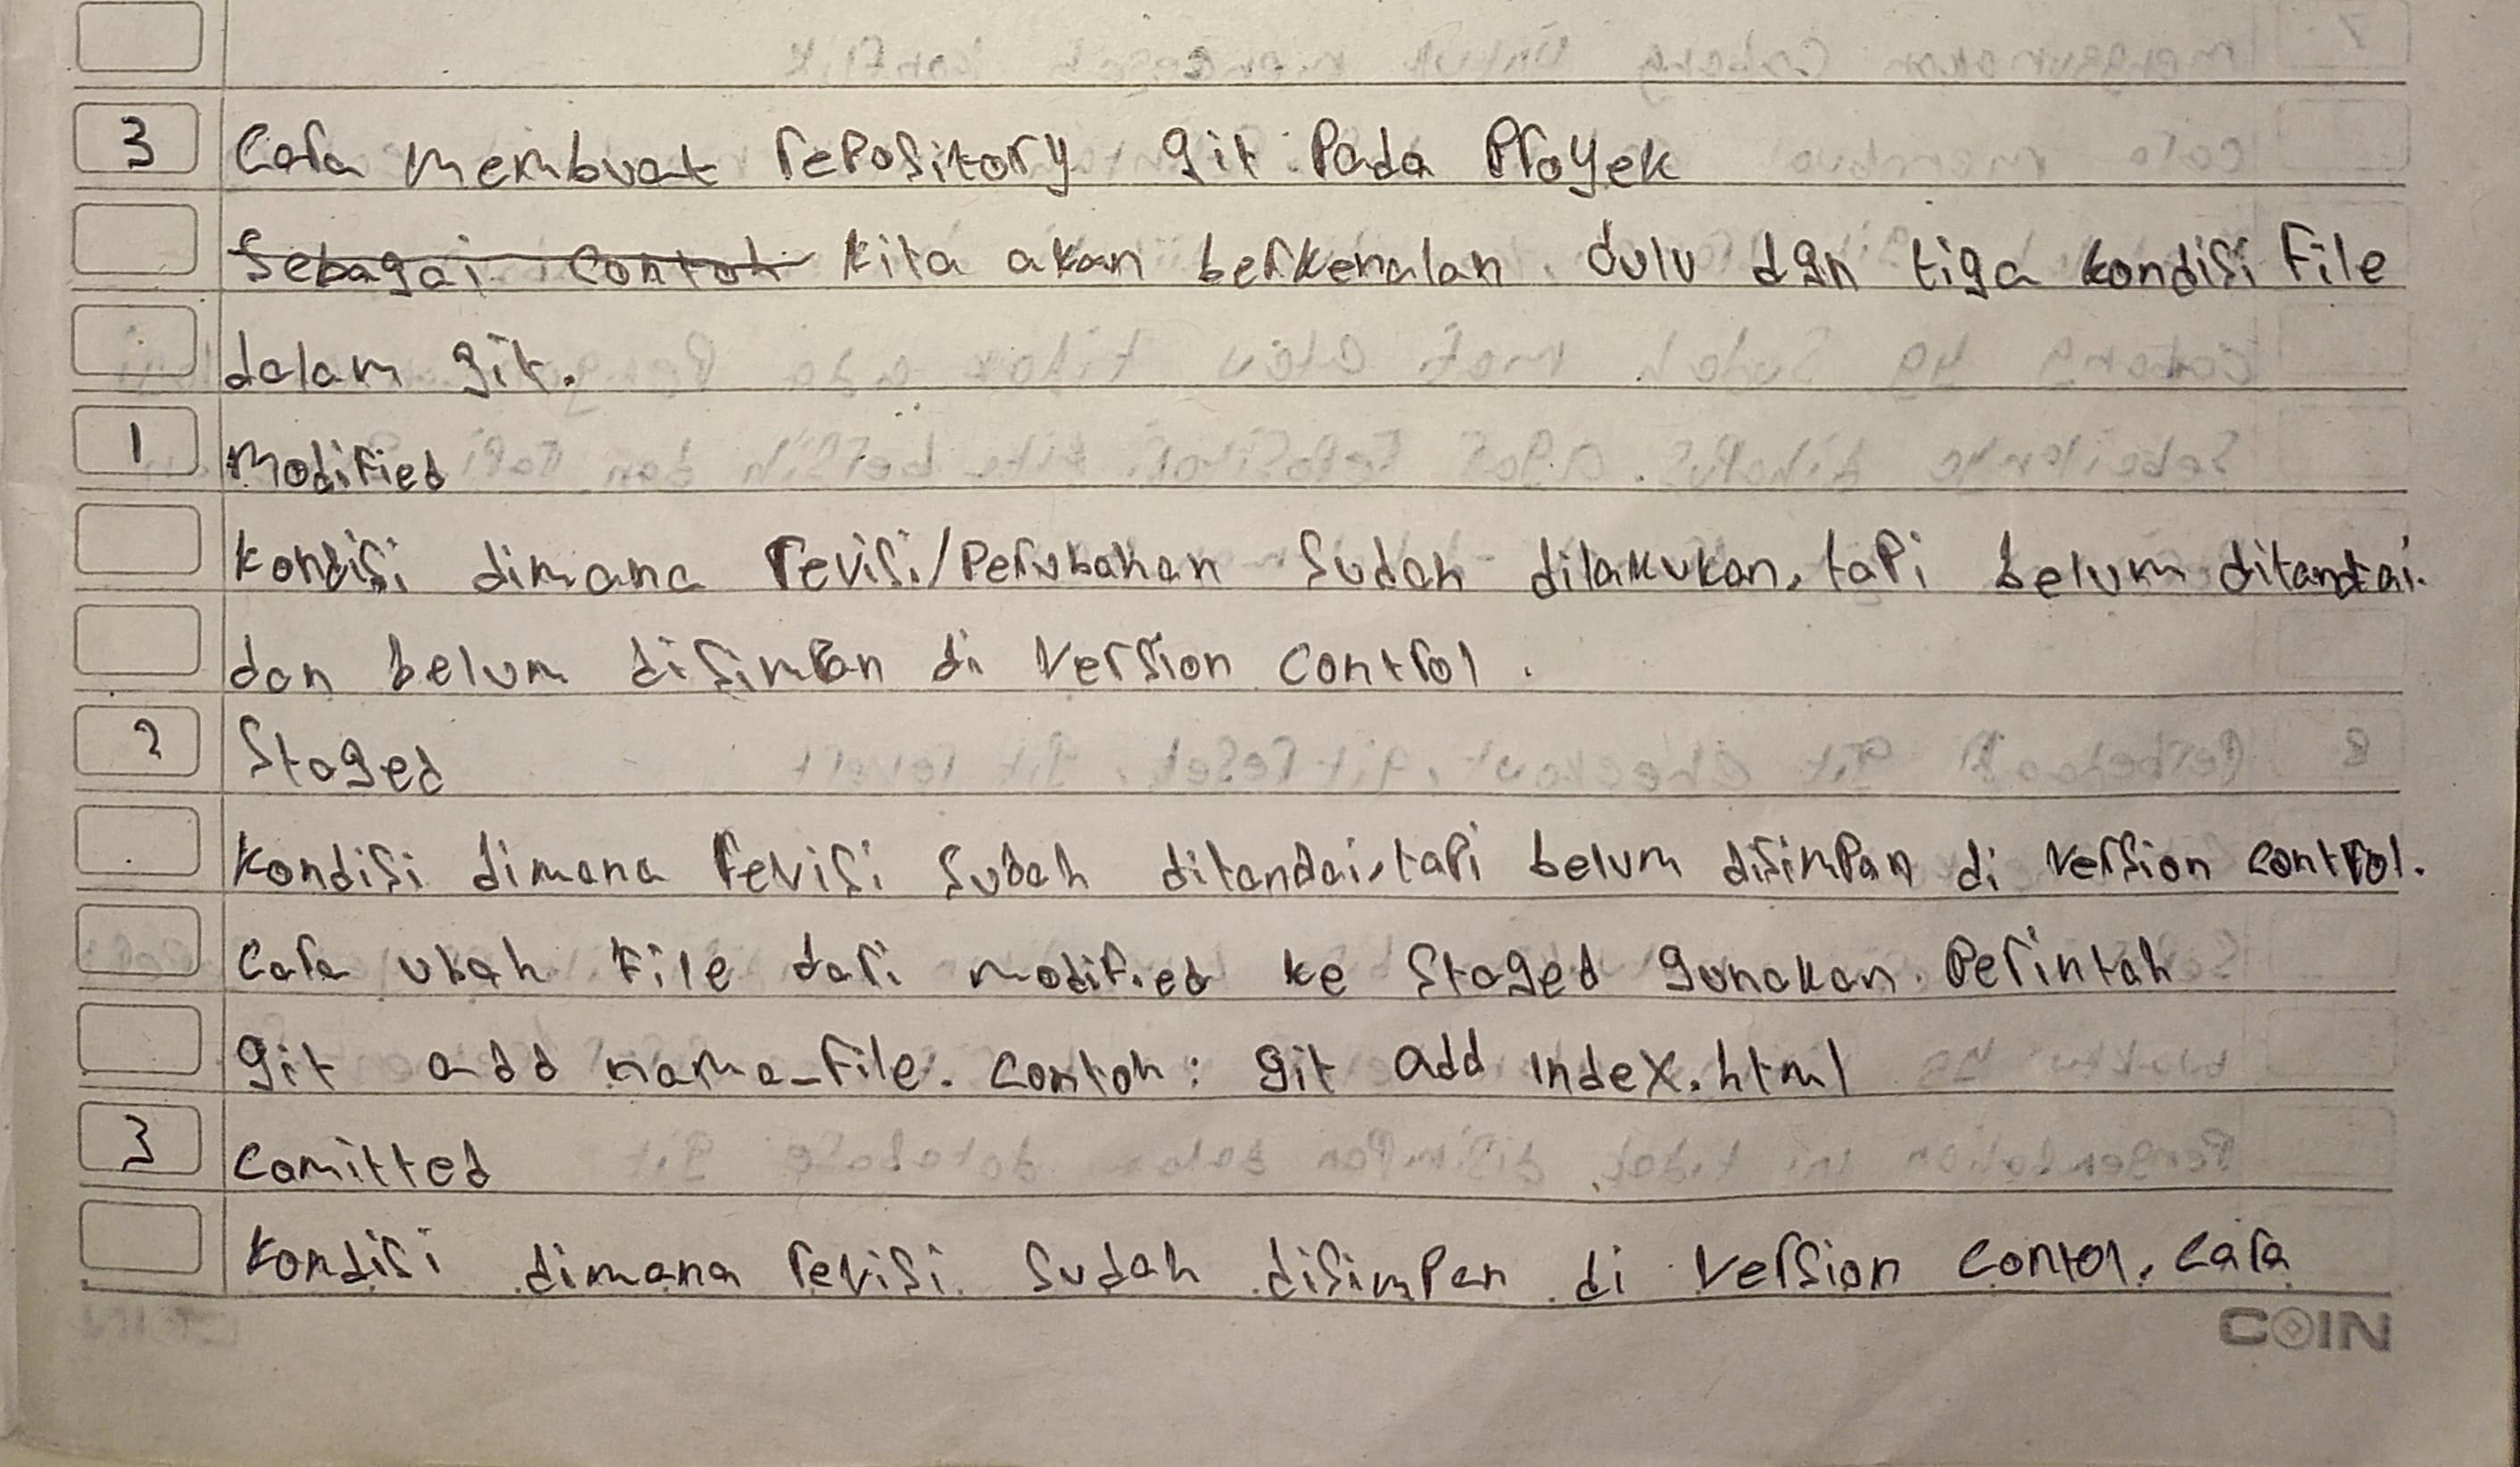 3 Cara membuat repository git Pada Proyek
Sebagai Contoh kita akan berkenalan dulu dgn tiga kondisi File
dalam git.
1 Modified
kondisi dimana revisi/Perubahan sudah dilakukan, taPi belum ditandai
dan belum disimPan di Version control.
2 Staged
kondisi dimana revisi sudah ditandai, taPi belum disimPan di version control.
Cara ubah File dari modified ke Staged gunakan Perintah
git add nama_file. Contoh: git add index.html
3 Comitted
kondisi dimana revisi sudah disimPan di Version Contol. Cara
COIN